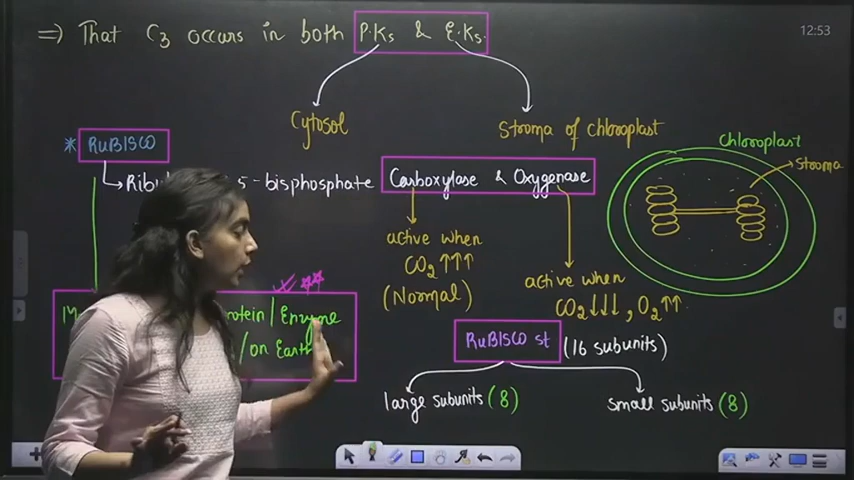 ⇒ That C3 occurs in both P.Ks & E.Ks.
12:53
Cytosol
Stroma of chloroplast
Chloroplast
Stroma
* RuBISCO
5-bisphosphate Carboxylase & Oxygenase
active when
CO2 ↑↑↑
(Normal)
active when
CO2 ↓↓↓, O2 ↑↑
Enzyme
/on Earth
RuBISCO st (16 subunits)
large subunits (8)
small subunits (8)